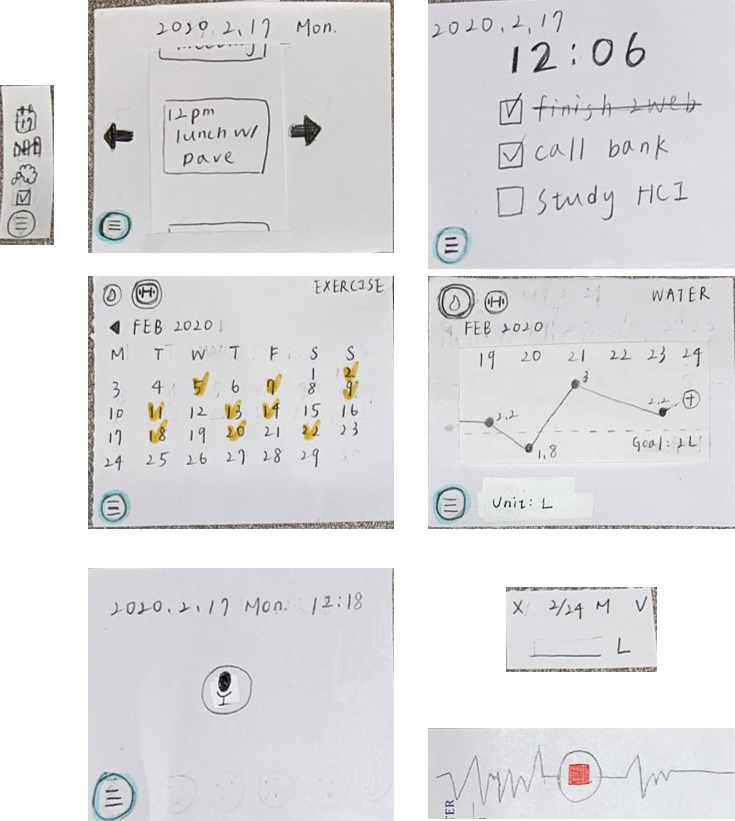 17
2020.2.17 Mon.
meeting
12pm
lunch w/
Dave
2020.2.17
12:06
finish 2web
call bank
Study HCI
EXERCISE
FEB 2020
M T W T F S S
1 2
3 4 5 6 7 8 9
10 11 12 13 14 15 16
17 18 19 20 21 22 23
24 25 26 27 28 29
WATER
FEB 2020
19 20 21 22 23 24
3
2.2
2.2
1.8
Goal: 2L
Unit: L
2020.2.17 Mon. 12:18
X 2/24 M V
L